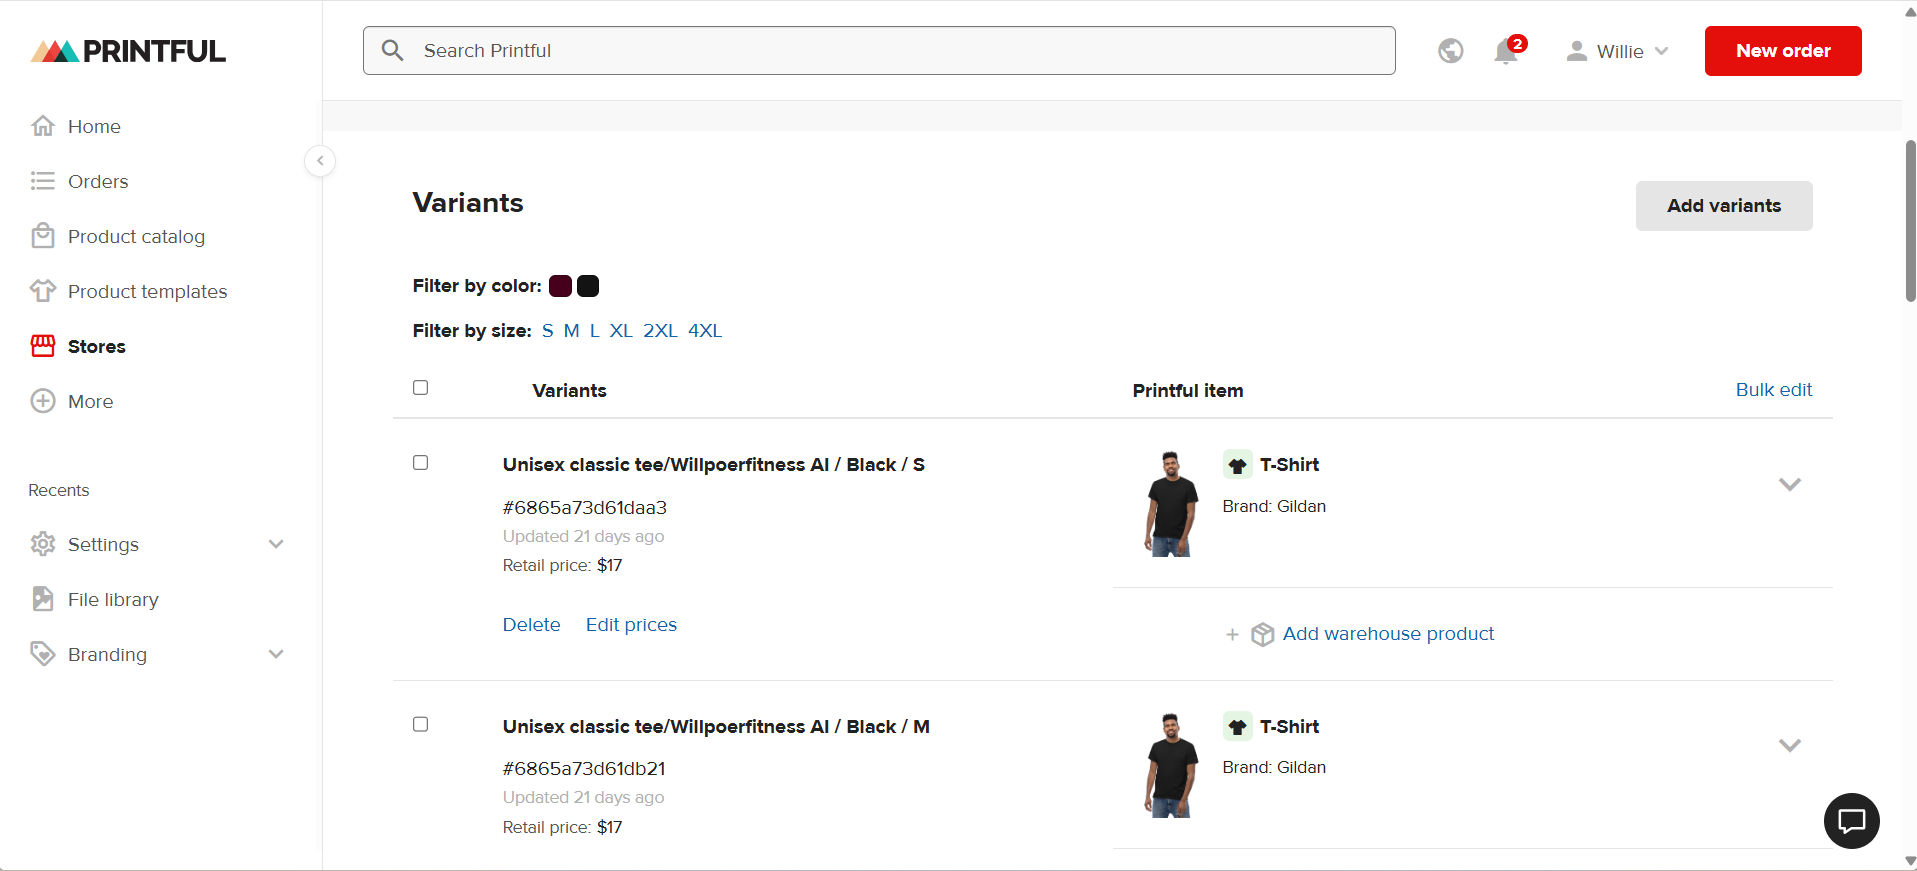 PRINTFUL
Search Printful
2
Willie
New order
Home
Orders
Product catalog
Product templates
Stores
More
Recents
Settings
File library
Branding
Variants
Add variants
Filter by color:
Filter by size: S M L XL 2XL 4XL
Variants Printful item Bulk edit
Unisex classic tee/Willpoerfitness AI / Black / S
#6865a73d61daa3
Updated 21 days ago
Retail price: $17
Delete Edit prices
T-Shirt
Brand: Gildan
+ Add warehouse product
Unisex classic tee/Willpoerfitness AI / Black / M
#6865a73d61db21
Updated 21 days ago
Retail price: $17
T-Shirt
Brand: Gildan